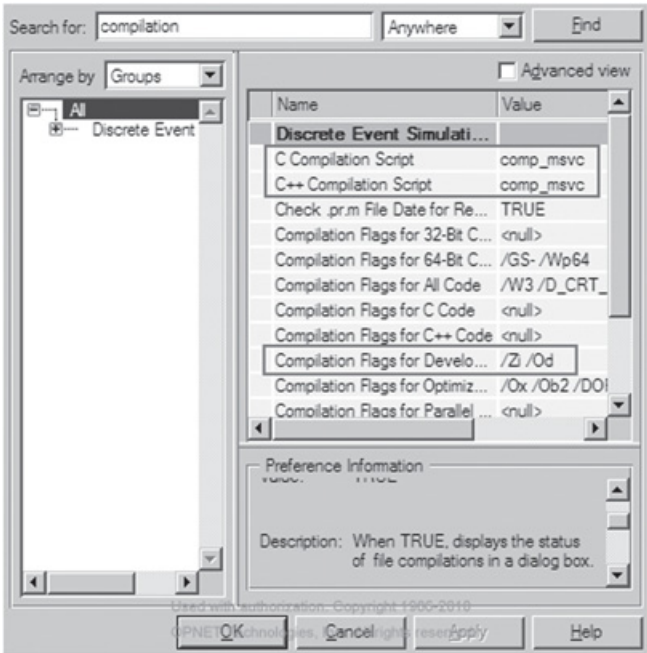 Search for: compilation Anywhere Find
Arrange by Groups
Advanced view
All
Discrete Event
Name Value
Discrete Event Simulati...
C Compilation Script comp_msvc
C++ Compilation Script comp_msvc
Check .pr.m File Date for Re... TRUE
Compilation Flags for 32-Bit C... <null>
Compilation Flags for 64-Bit C... /GS- /Wp64
Compilation Flags for All Code /W3 /D_CRT_
Compilation Flags for C Code <null>
Compilation Flags for C++ Code <null>
Compilation Flags for Develo... /Zi /Od
Compilation Flags for Optimiz... /Ox /Ob2 /DOI
Compilation Flags for Parallel ... <null>
Preference Information
Value: TRUE
Description: When TRUE, displays the status
of file compilations in a dialog box.
Used with authorization. Copyright 1986-2010
OPNET Technologies, rights reserved
OK Cancel Apply Help